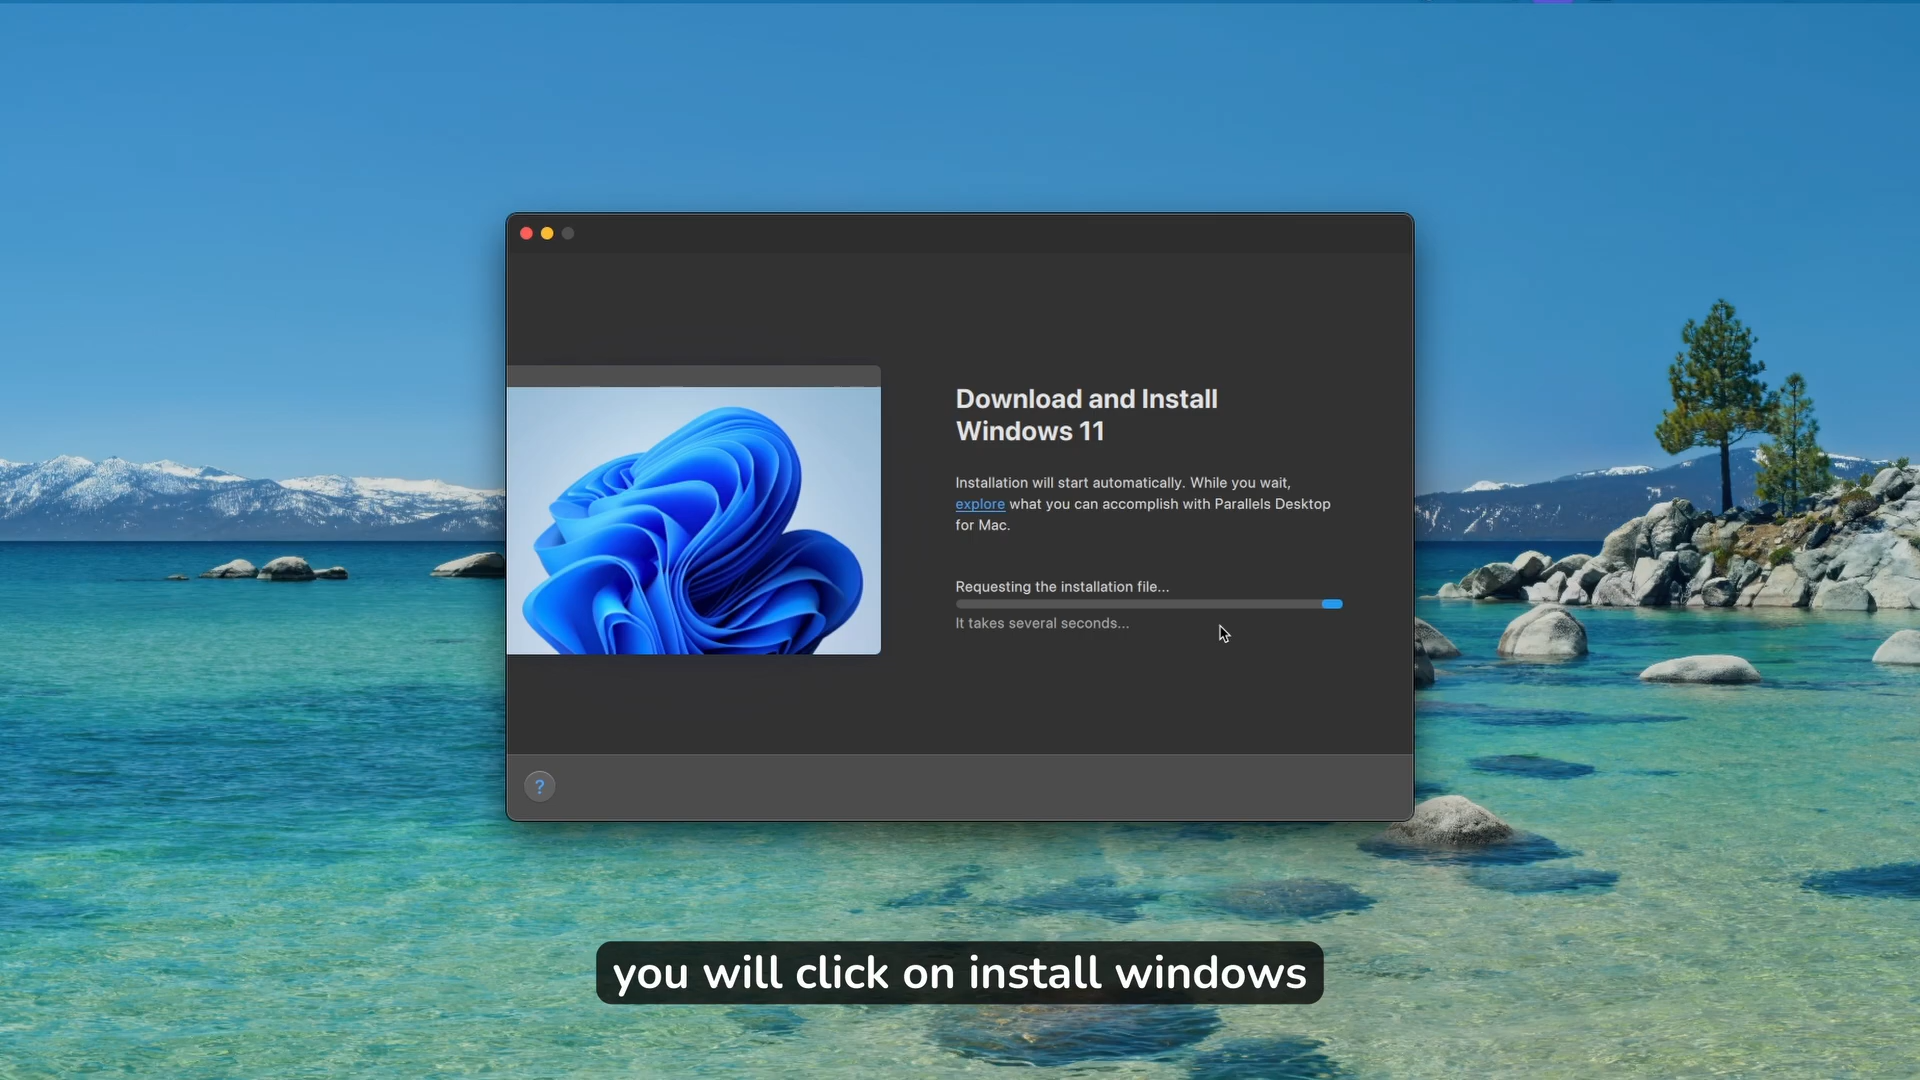 Download and Install
Windows 11
Installation will start automatically. While you wait,
explore what you can accomplish with Parallels Desktop
for Mac.
Requesting the installation file...
It takes several seconds...
?
you will click on install windows